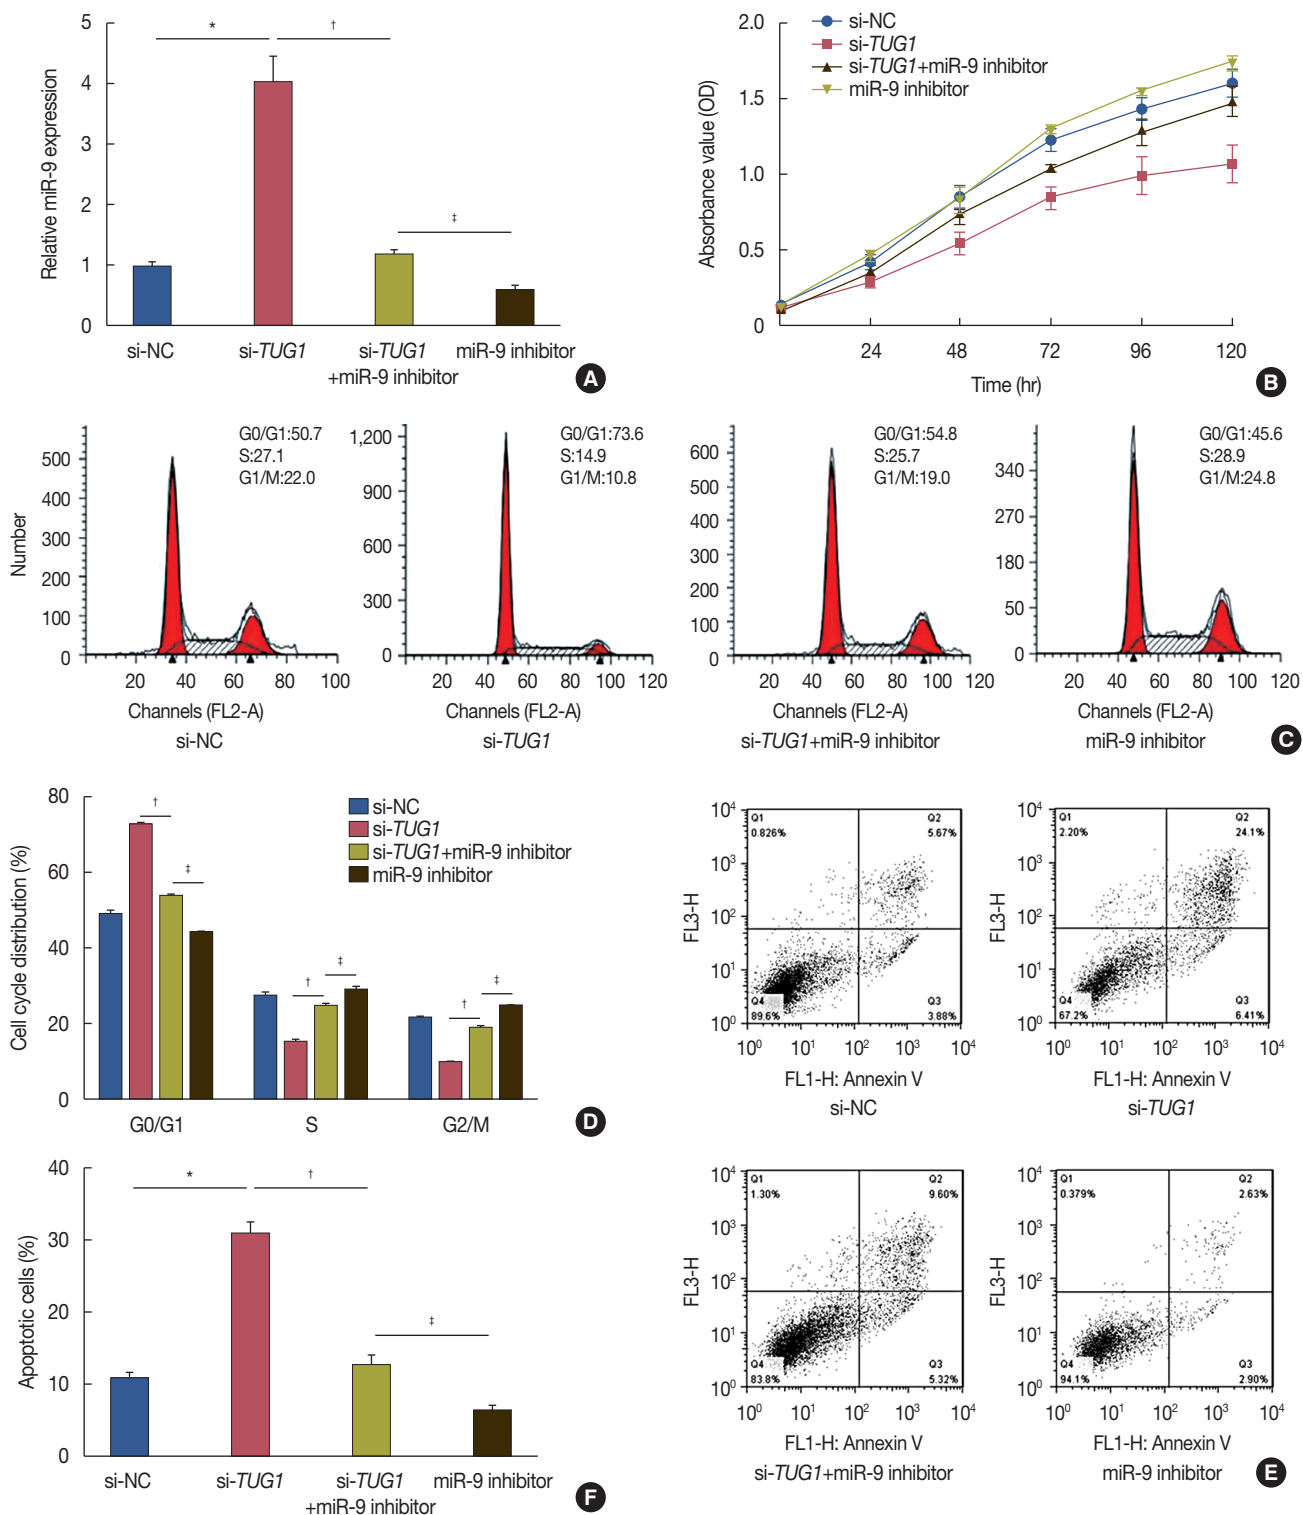 5
4
3
2
1
0
Relative miR-9 expression
*
†
‡
si-NC
si-TUG1
si-TUG1
+miR-9 inhibitor
miR-9 inhibitor
A
2.0
1.5
1.0
0.5
0
Absorbance value (OD)
si-NC
si-TUG1
si-TUG1+miR-9 inhibitor
miR-9 inhibitor
24 48 72 96 120
Time (hr)
B
Number
500
400
300
200
100
0
G0/G1:50.7
S:27.1
G1/M:22.0
20 40 60 80 100
Channels (FL2-A)
si-NC
1,200
900
600
300
0
G0/G1:73.6
S:14.9
G1/M:10.8
20 40 60 80 100 120
Channels (FL2-A)
si-TUG1
600
500
400
300
200
100
0
G0/G1:54.8
S:25.7
G1/M:19.0
20 40 60 80 100 120
Channels (FL2-A)
si-TUG1+miR-9 inhibitor
340
270
180
50
0
G0/G1:45.6
S:28.9
G1/M:24.8
20 40 60 80 100 120
Channels (FL2-A)
miR-9 inhibitor
C
80
60
40
20
0
Cell cycle distribution (%)
si-NC
si-TUG1
si-TUG1+miR-9 inhibitor
miR-9 inhibitor
†
‡
†
‡
†
‡
G0/G1 S G2/M
D
10⁴
10³
10²
10¹
10⁰
FL3-H
Q1
0.826%
Q2
5.67%
Q4
89.6%
Q3
3.88%
10⁰ 10¹ 10² 10³ 10⁴
FL1-H: Annexin V
si-NC
10⁴
10³
10²
10¹
10⁰
FL3-H
Q1
2.20%
Q2
24.1%
Q4
67.2%
Q3
6.41%
10⁰ 10¹ 10² 10³ 10⁴
FL1-H: Annexin V
si-TUG1
10⁴
10³
10²
10¹
10⁰
FL3-H
Q1
1.30%
Q2
9.60%
Q4
83.8%
Q3
5.32%
10⁰ 10¹ 10² 10³ 10⁴
FL1-H: Annexin V
si-TUG1+miR-9 inhibitor
10⁴
10³
10²
10¹
10⁰
FL3-H
Q1
0.379%
Q2
2.63%
Q4
94.1%
Q3
2.90%
10⁰ 10¹ 10² 10³ 10⁴
FL1-H: Annexin V
miR-9 inhibitor
E
40
30
20
10
0
Apoptotic cells (%)
*
†
‡
si-NC
si-TUG1
si-TUG1
+miR-9 inhibitor
miR-9 inhibitor
F